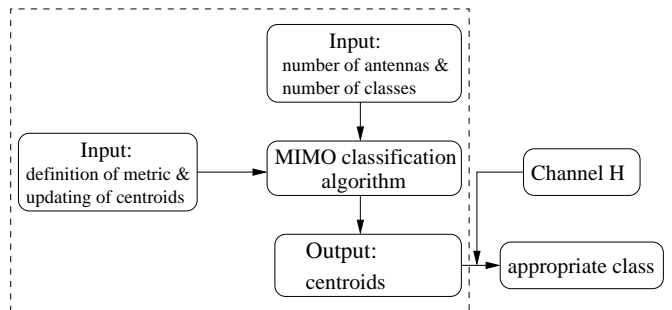 Input:
number of antennas &
number of classes
Input:
definition of metric &
updating of centroids
MIMO classification
algorithm
Channel H
Output:
centroids
appropriate class